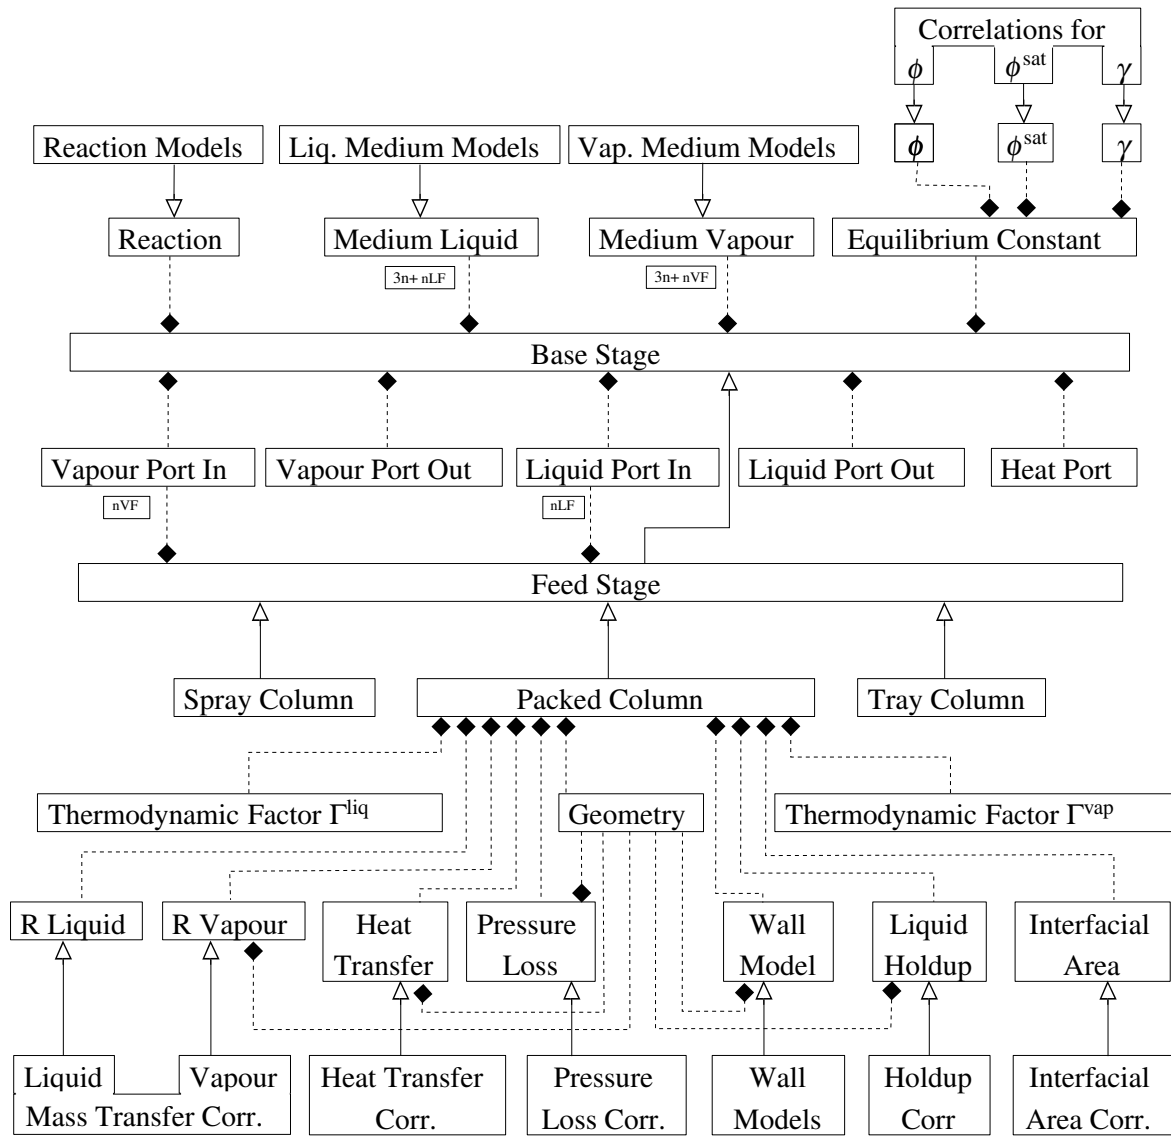 Correlations for
ϕ ϕ^sat γ
ϕ ϕ^sat γ
Reaction Models
Liq. Medium Models
Vap. Medium Models
Reaction
Medium Liquid
Medium Vapour
Equilibrium Constant
3n+ nLF
3n+ nVF
Base Stage
Vapour Port In
Vapour Port Out
Liquid Port In
Liquid Port Out
Heat Port
nVF
nLF
Feed Stage
Spray Column
Packed Column
Tray Column
Thermodynamic Factor Γ^liq
Geometry
Thermodynamic Factor Γ^vap
R Liquid
R Vapour
Heat
Transfer
Pressure
Loss
Wall
Model
Liquid
Holdup
Interfacial
Area
Liquid
Vapour
Mass Transfer Corr.
Heat Transfer
Corr.
Pressure
Loss Corr.
Wall
Models
Holdup
Corr
Interfacial
Area Corr.